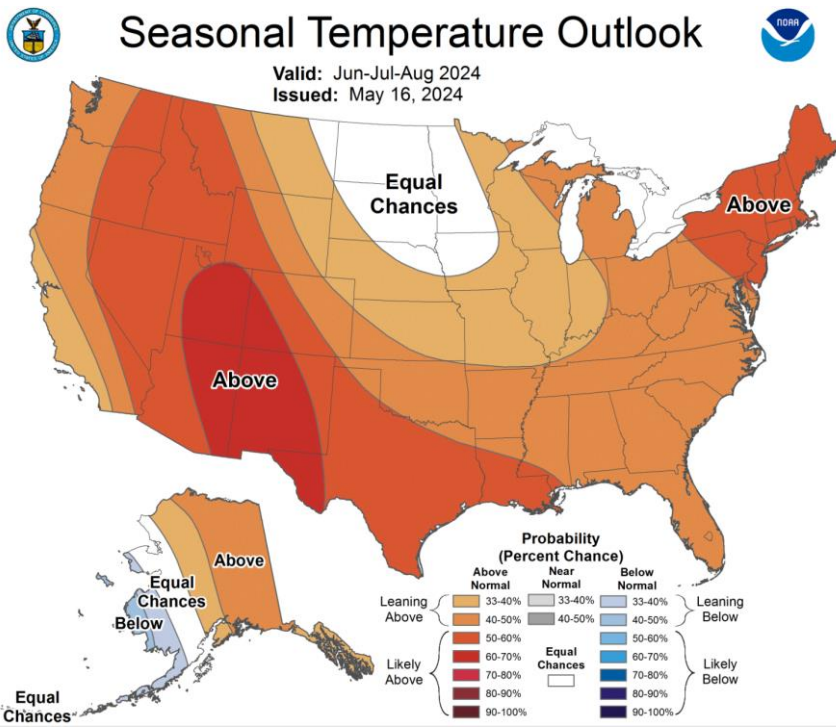 Seasonal Temperature Outlook
NOAA
Valid: Jun-Jul-Aug 2024
Issued: May 16, 2024
Equal
Chances
Above
Above
Above
Equal
Chances
Below
Equal
Chances
Probability
(Percent Chance)
Above
Normal
Near
Normal
Below
Normal
Leaning
Above
33-40%
40-50%
33-40%
40-50%
33-40%
40-50%
Leaning
Below
Likely
Above
50-60%
60-70%
70-80%
80-90%
90-100%
Equal
Chances
50-60%
60-70%
70-80%
80-90%
90-100%
Likely
Below